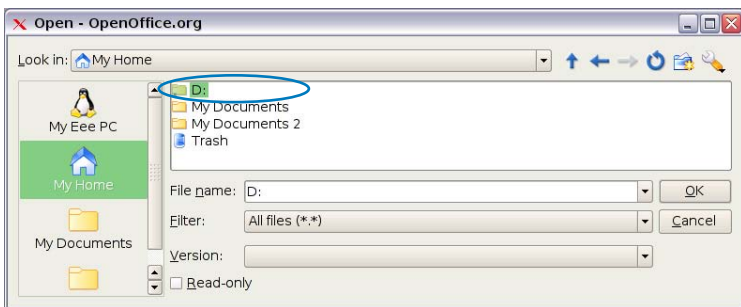 Open - OpenOffice.org
Look in: My Home
My Eee PC
My Home
My Documents
D:
My Documents
My Documents 2
Trash
File name: D: OK
Filter: All files (*.*) Cancel
Version:
Read-only